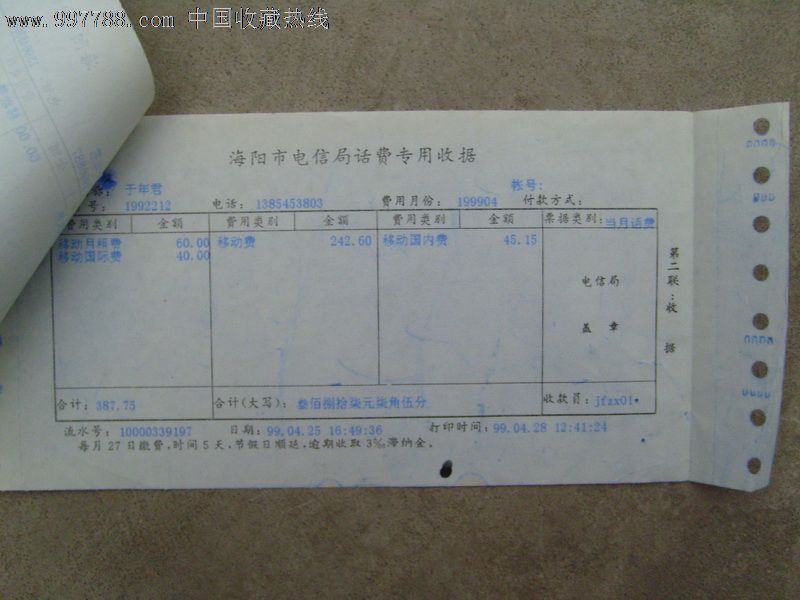 www.997788.com 中国收藏热线
海阳市电信局话费专用收据
称: 于年君 帐号:
号: 1992212 电话: 1385453803 费用月份: 199904 付款方式:
费用类别 金额 费用类别 金额 费用类别 金额 票据类别: 当月话费
移动月租费 60.00 移动费 242.60 移动国内费 45.15
移动国际费 40.00
电信局
盖 章
第二联:收 据
合计: 387.75 合计(大写): 叁佰捌拾柒元柒角伍分 收款员: jfzx01
流水号: 10000339197 日期: 99.04.25 16:49:36 打印时间: 99.04.28 12:41:24
每月27日缴费,时间5天,节假日顺延,逾期收取3‰滞纳金。